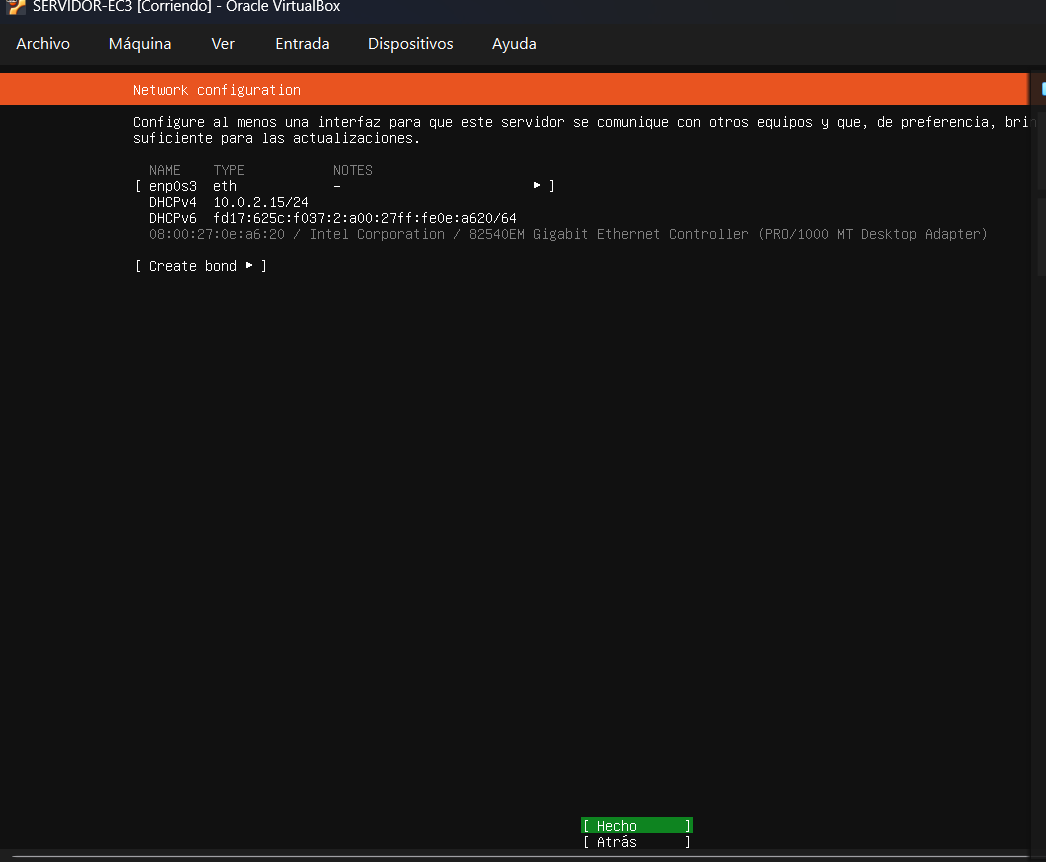 SERVIDOR-EC3 [Corriendo] - Oracle VirtualBox
Archivo Máquina Ver Entrada Dispositivos Ayuda
Network configuration
Configure al menos una interfaz para que este servidor se comunique con otros equipos y que, de preferencia, brin
suficiente para las actualizaciones.
NAME TYPE NOTES
[ enp0s3 eth – ▸ ]
DHCPv4 10.0.2.15/24
DHCPv6 fd17:625c:f037:2:a00:27ff:fe0e:a620/64
08:00:27:0e:a6:20 / Intel Corporation / 82540EM Gigabit Ethernet Controller (PRO/1000 MT Desktop Adapter)
[ Create bond ▸ ]
[ Hecho ]
[ Atrás ]